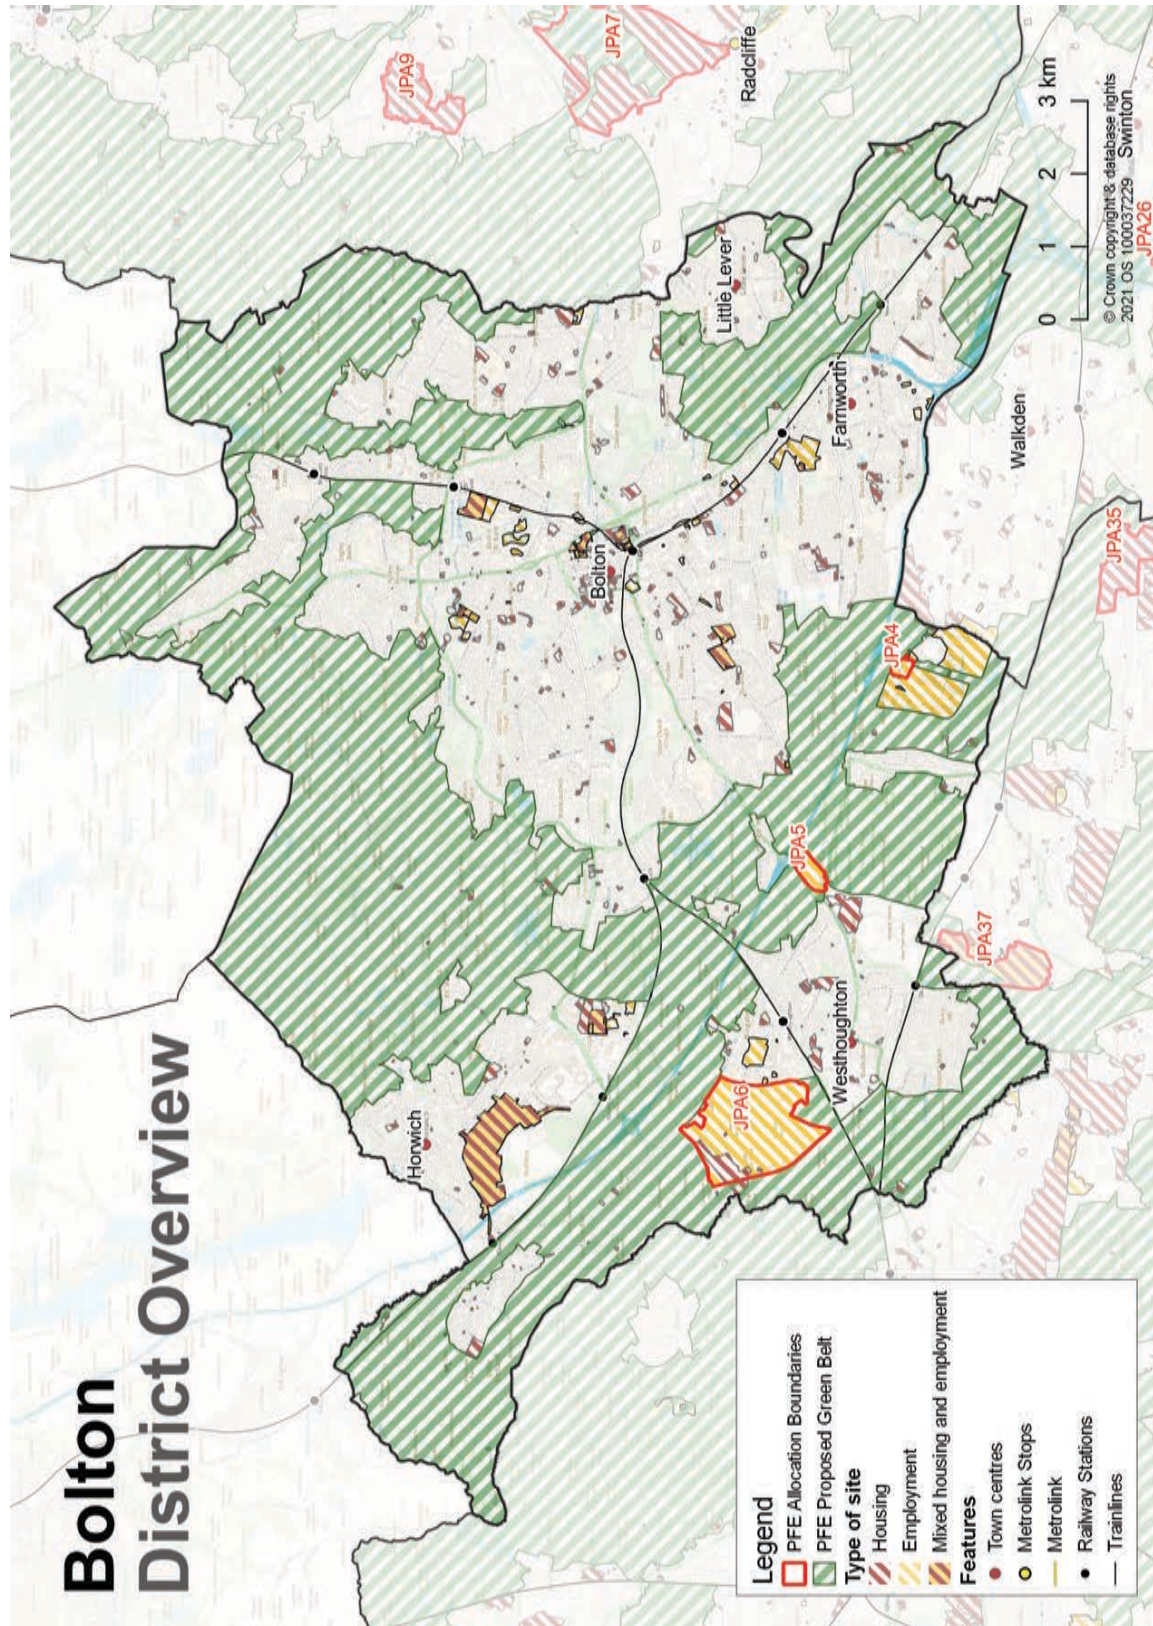 Bolton
District Overview
JPA9
JPA7
Radcliffe
Little Lever
Farnworth
Walkden
Bolton
Horwich
Westhoughton
JPA6
JPA5
JPA4
JPA37
JPA35
JPA26
Swinton
0 1 2 3 km
© Crown copyright & database rights
2021 OS 100037229
Legend
PFE Allocation Boundaries
PFE Proposed Green Belt
Type of site
Housing
Employment
Mixed housing and employment
Features
Town centres
Metrolink Stops
Metrolink
Railway Stations
Trainlines